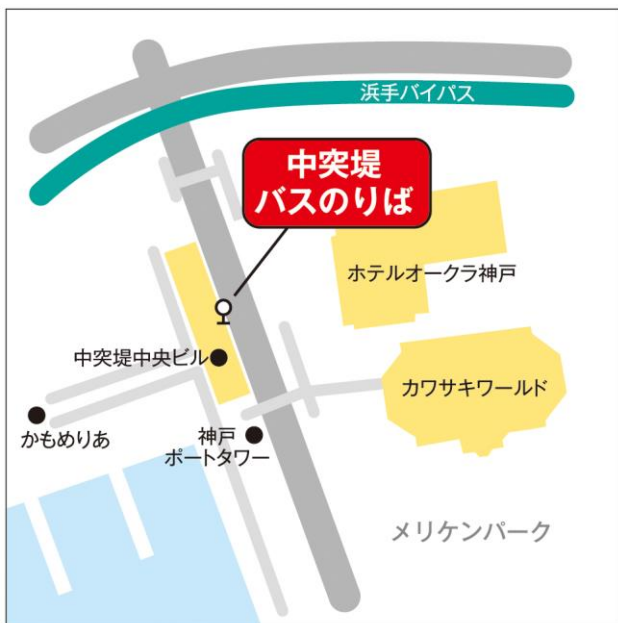 浜手バイパス
中突堤
バスのりば
ホテルオークラ神戸
中突堤中央ビル
カワサキワールド
かもめりあ
神戸
ポートタワー
メリケンパーク